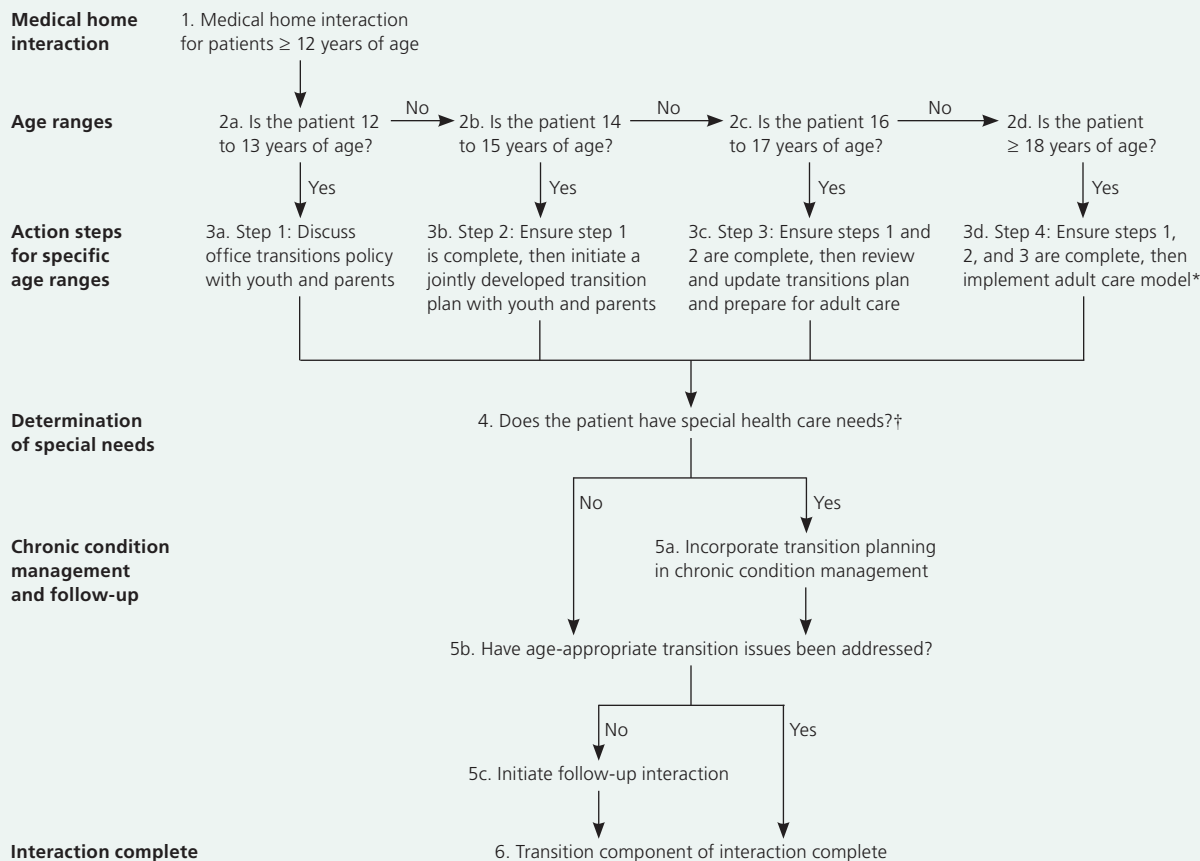 Medical home
interaction
1. Medical home interaction
for patients ≥ 12 years of age
Age ranges
2a. Is the patient 12
to 13 years of age?
No
2b. Is the patient 14
to 15 years of age?
No
2c. Is the patient 16
to 17 years of age?
No
2d. Is the patient
≥ 18 years of age?
Yes
Yes
Yes
Yes
Action steps
for specific
age ranges
3a. Step 1: Discuss
office transitions policy
with youth and parents
3b. Step 2: Ensure step 1
is complete, then initiate a
jointly developed transition
plan with youth and parents
3c. Step 3: Ensure steps 1 and
2 are complete, then review
and update transitions plan
and prepare for adult care
3d. Step 4: Ensure steps 1,
2, and 3 are complete, then
implement adult care model*
Determination
of special needs
4. Does the patient have special health care needs?†
No
Yes
Chronic condition
management
and follow-up
5a. Incorporate transition planning
in chronic condition management
5b. Have age-appropriate transition issues been addressed?
No
Yes
5c. Initiate follow-up interaction
Interaction complete
6. Transition component of interaction complete